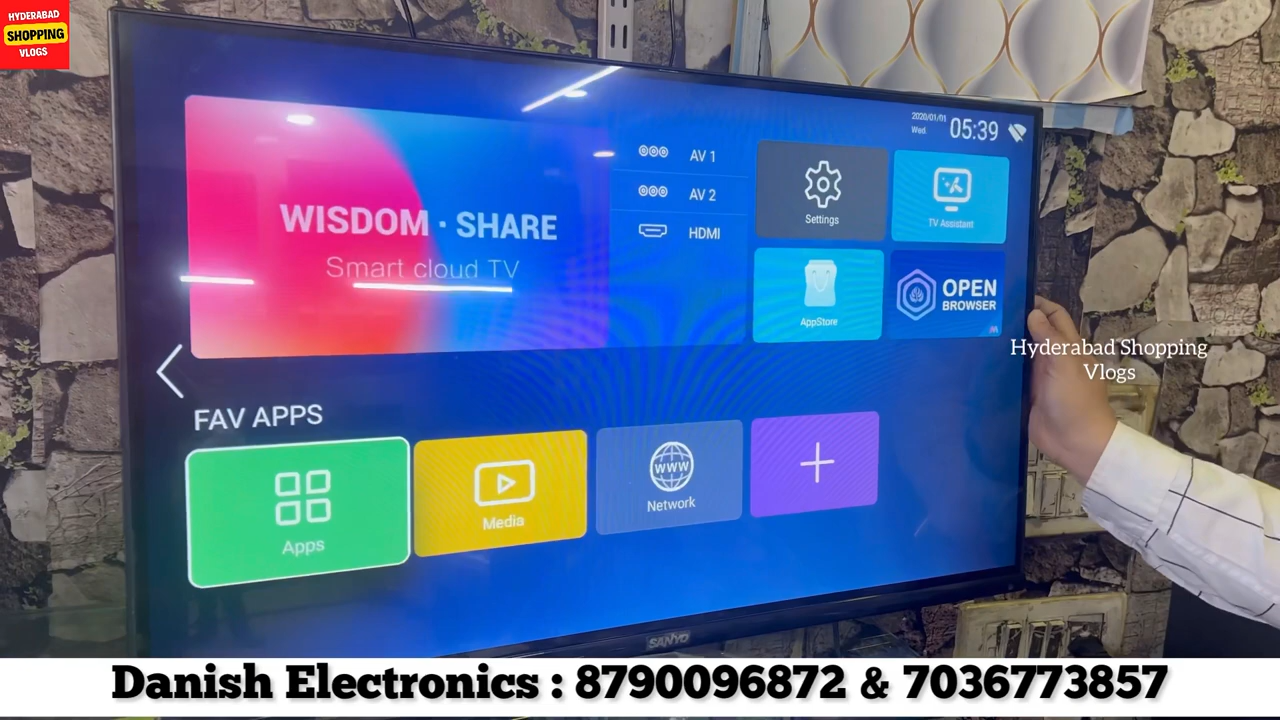 HYDERABAD
SHOPPING
VLOGS
2020/01/01
Wed.
05:39
WISDOM · SHARE
Smart cloud TV
AV 1
AV 2
HDMI
Settings
TV Assistant
AppStore
OPEN
BROWSER
Hyderabad Shopping
Vlogs
FAV APPS
Apps
Media
WWW
Network
SANYO
Danish Electronics : 8790096872 & 7036773857